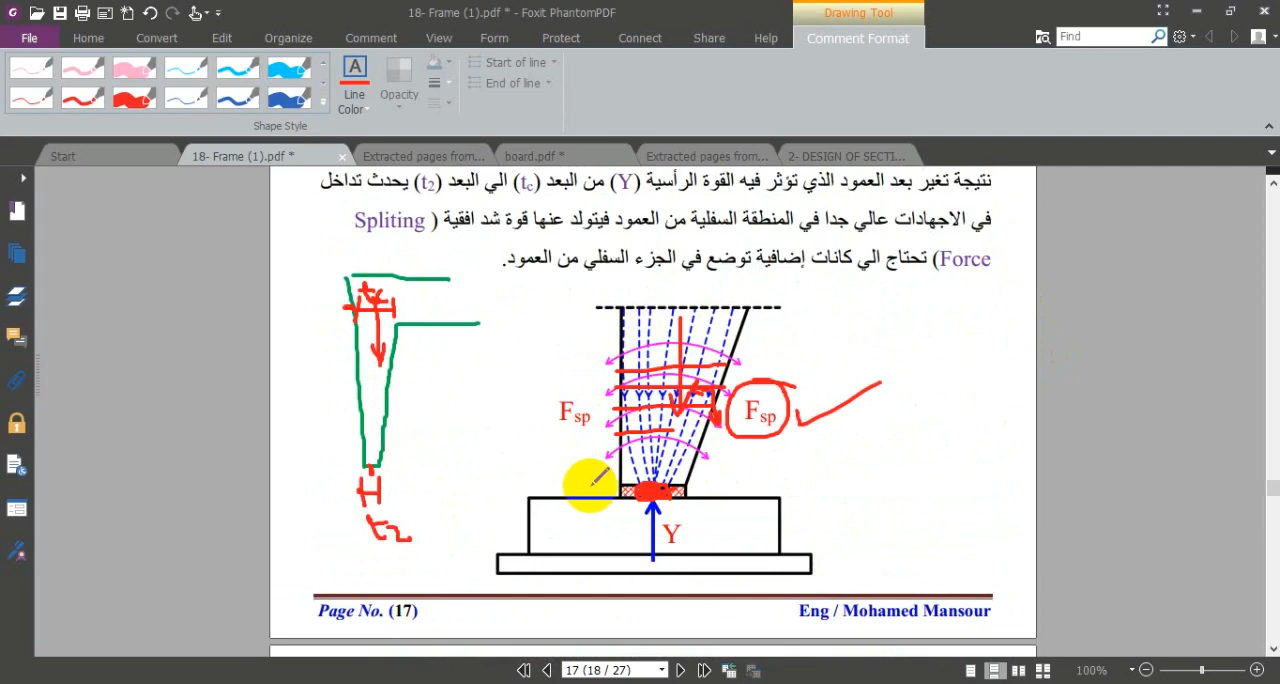 18- Frame (1).pdf * - Foxit PhantomPDF
Drawing Tool
File Home Convert Edit Organize Comment View Form Protect Connect Share Help Comment Format
Find
Line Color
Opacity
Start of line
End of line
Shape Style
Start
18- Frame (1).pdf *
Extracted pages from...
board.pdf *
Extracted pages from...
2- DESIGN OF SECTI...
نتيجة تغير بعد العمود الذي تؤثر فيه القوة الرأسية (Y) من البعد (tc) الي البعد (t2) يحدث تداخل
في الاجهادات عالي جدا في المنطقة السفلية من العمود فيتولد عنها قوة شد افقية ( Spliting
Force) تحتاج الي كانات إضافية توضع في الجزء السفلي من العمود.
tc
Fsp
Fsp
Y
t2
Page No. (17)
Eng / Mohamed Mansour
17 (18 / 27)
100%